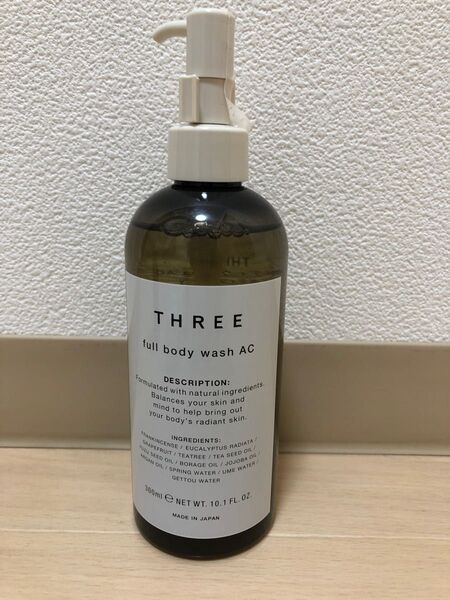 THREE
full body wash AC
DESCRIPTION:
Formulated with natural ingredients.
Balances your skin and
mind to help bring out
your body's radiant skin.
INGREDIENTS:
FRANKINCENSE / EUCALYPTUS RADIATA /
GRAPEFRUIT / TEATREE / TEA SEED OIL /
YUZU SEED OIL / BORAGE OIL / JOJOBA OIL /
ARGAN OIL / SPRING WATER / UME WATER /
GETTOU WATER
300ml ℮ NET WT. 10.1 FL. OZ.
MADE IN JAPAN